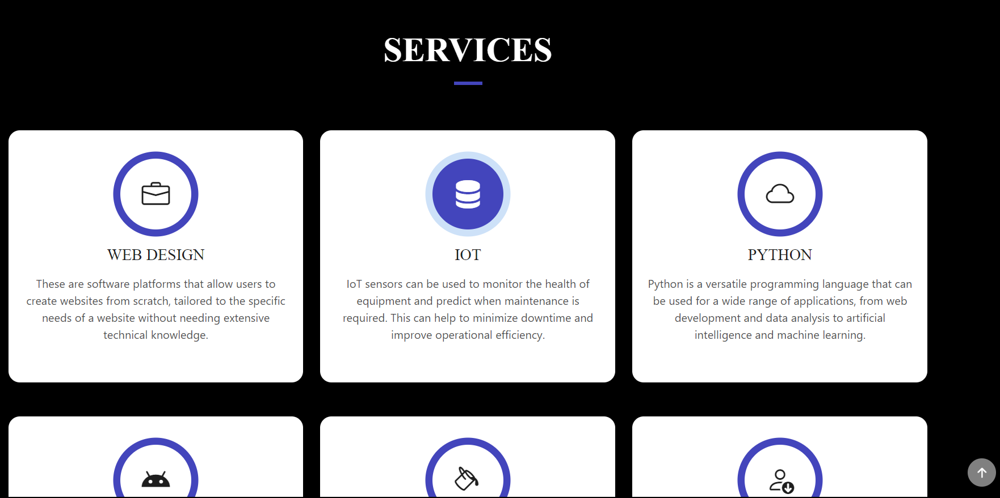 SERVICES
WEB DESIGN
These are software platforms that allow users to
create websites from scratch, tailored to the specific
needs of a website without needing extensive
technical knowledge.
IOT
IoT sensors can be used to monitor the health of
equipment and predict when maintenance is
required. This can help to minimize downtime and
improve operational efficiency.
PYTHON
Python is a versatile programming language that can
be used for a wide range of applications, from web
development and data analysis to artificial
intelligence and machine learning.